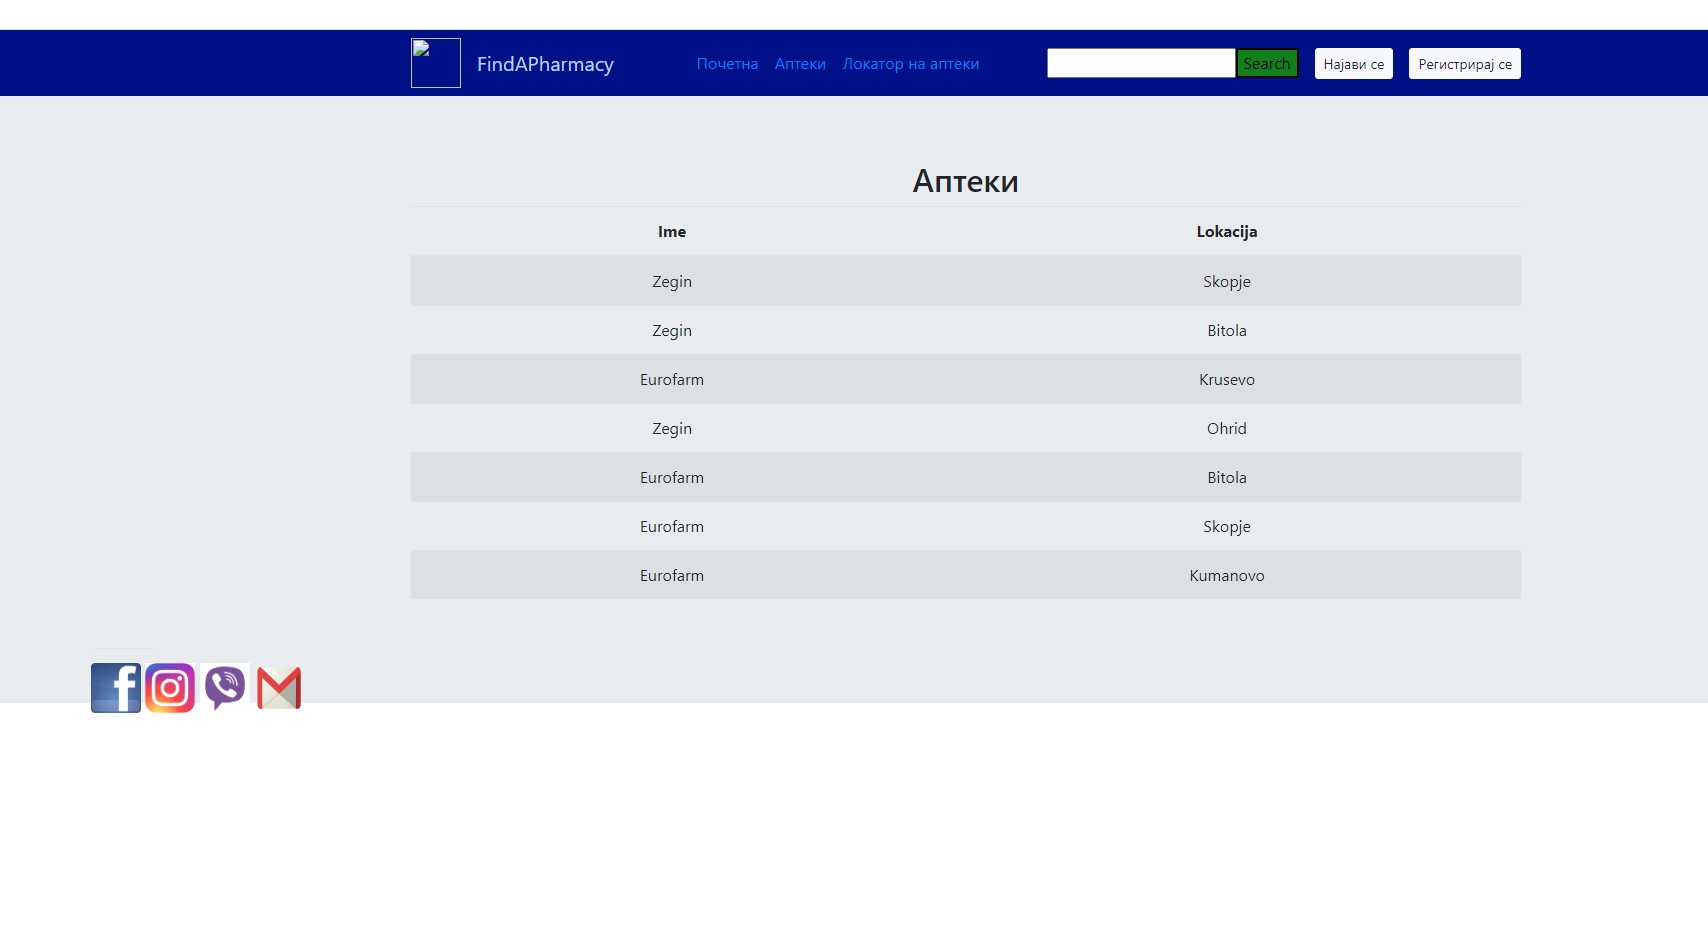 FindAPharmacy Почетна Аптеки Локатор на аптеки Search Најави се Регистрирај се
Аптеки
Ime Lokacija
Zegin Skopje
Zegin Bitola
Eurofarm Krusevo
Zegin Ohrid
Eurofarm Bitola
Eurofarm Skopje
Eurofarm Kumanovo